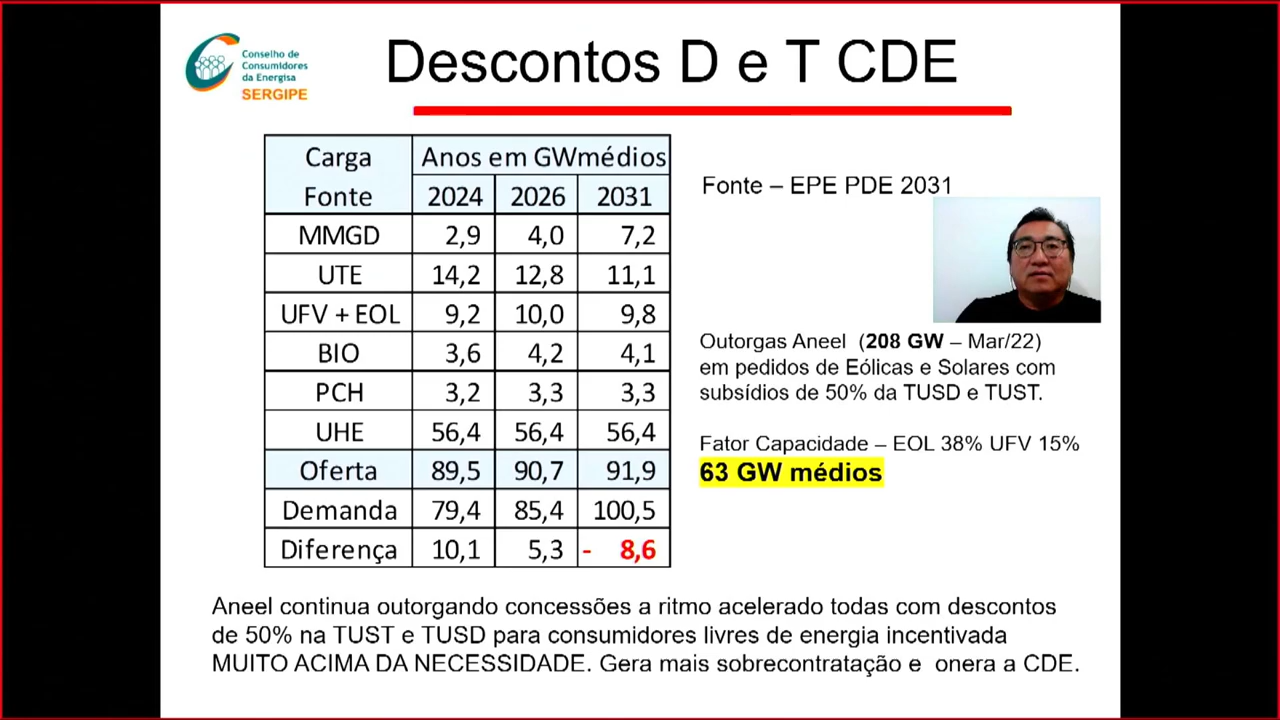 Conselho de
Consumidores
da Energisa
SERGIPE
Descontos D e T CDE
Carga Anos em GWmédios
Fonte 2024 2026 2031
MMGD 2,9 4,0 7,2
UTE 14,2 12,8 11,1
UFV + EOL 9,2 10,0 9,8
BIO 3,6 4,2 4,1
PCH 3,2 3,3 3,3
UHE 56,4 56,4 56,4
Oferta 89,5 90,7 91,9
Demanda 79,4 85,4 100,5
Diferença 10,1 5,3 - 8,6
Fonte – EPE PDE 2031
Outorgas Aneel (208 GW – Mar/22)
em pedidos de Eólicas e Solares com
subsídios de 50% da TUSD e TUST.
Fator Capacidade – EOL 38% UFV 15%
63 GW médios
Aneel continua outorgando concessões a ritmo acelerado todas com descontos
de 50% na TUST e TUSD para consumidores livres de energia incentivada
MUITO ACIMA DA NECESSIDADE. Gera mais sobrecontratação e onera a CDE.